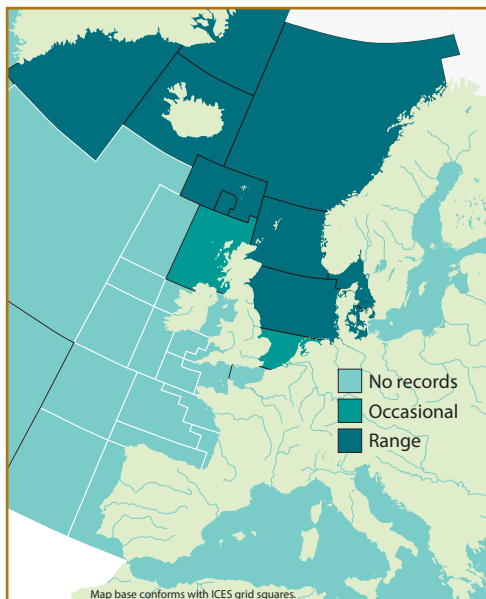 No records
Occasional
Range
Map base conforms with ICES grid squares.